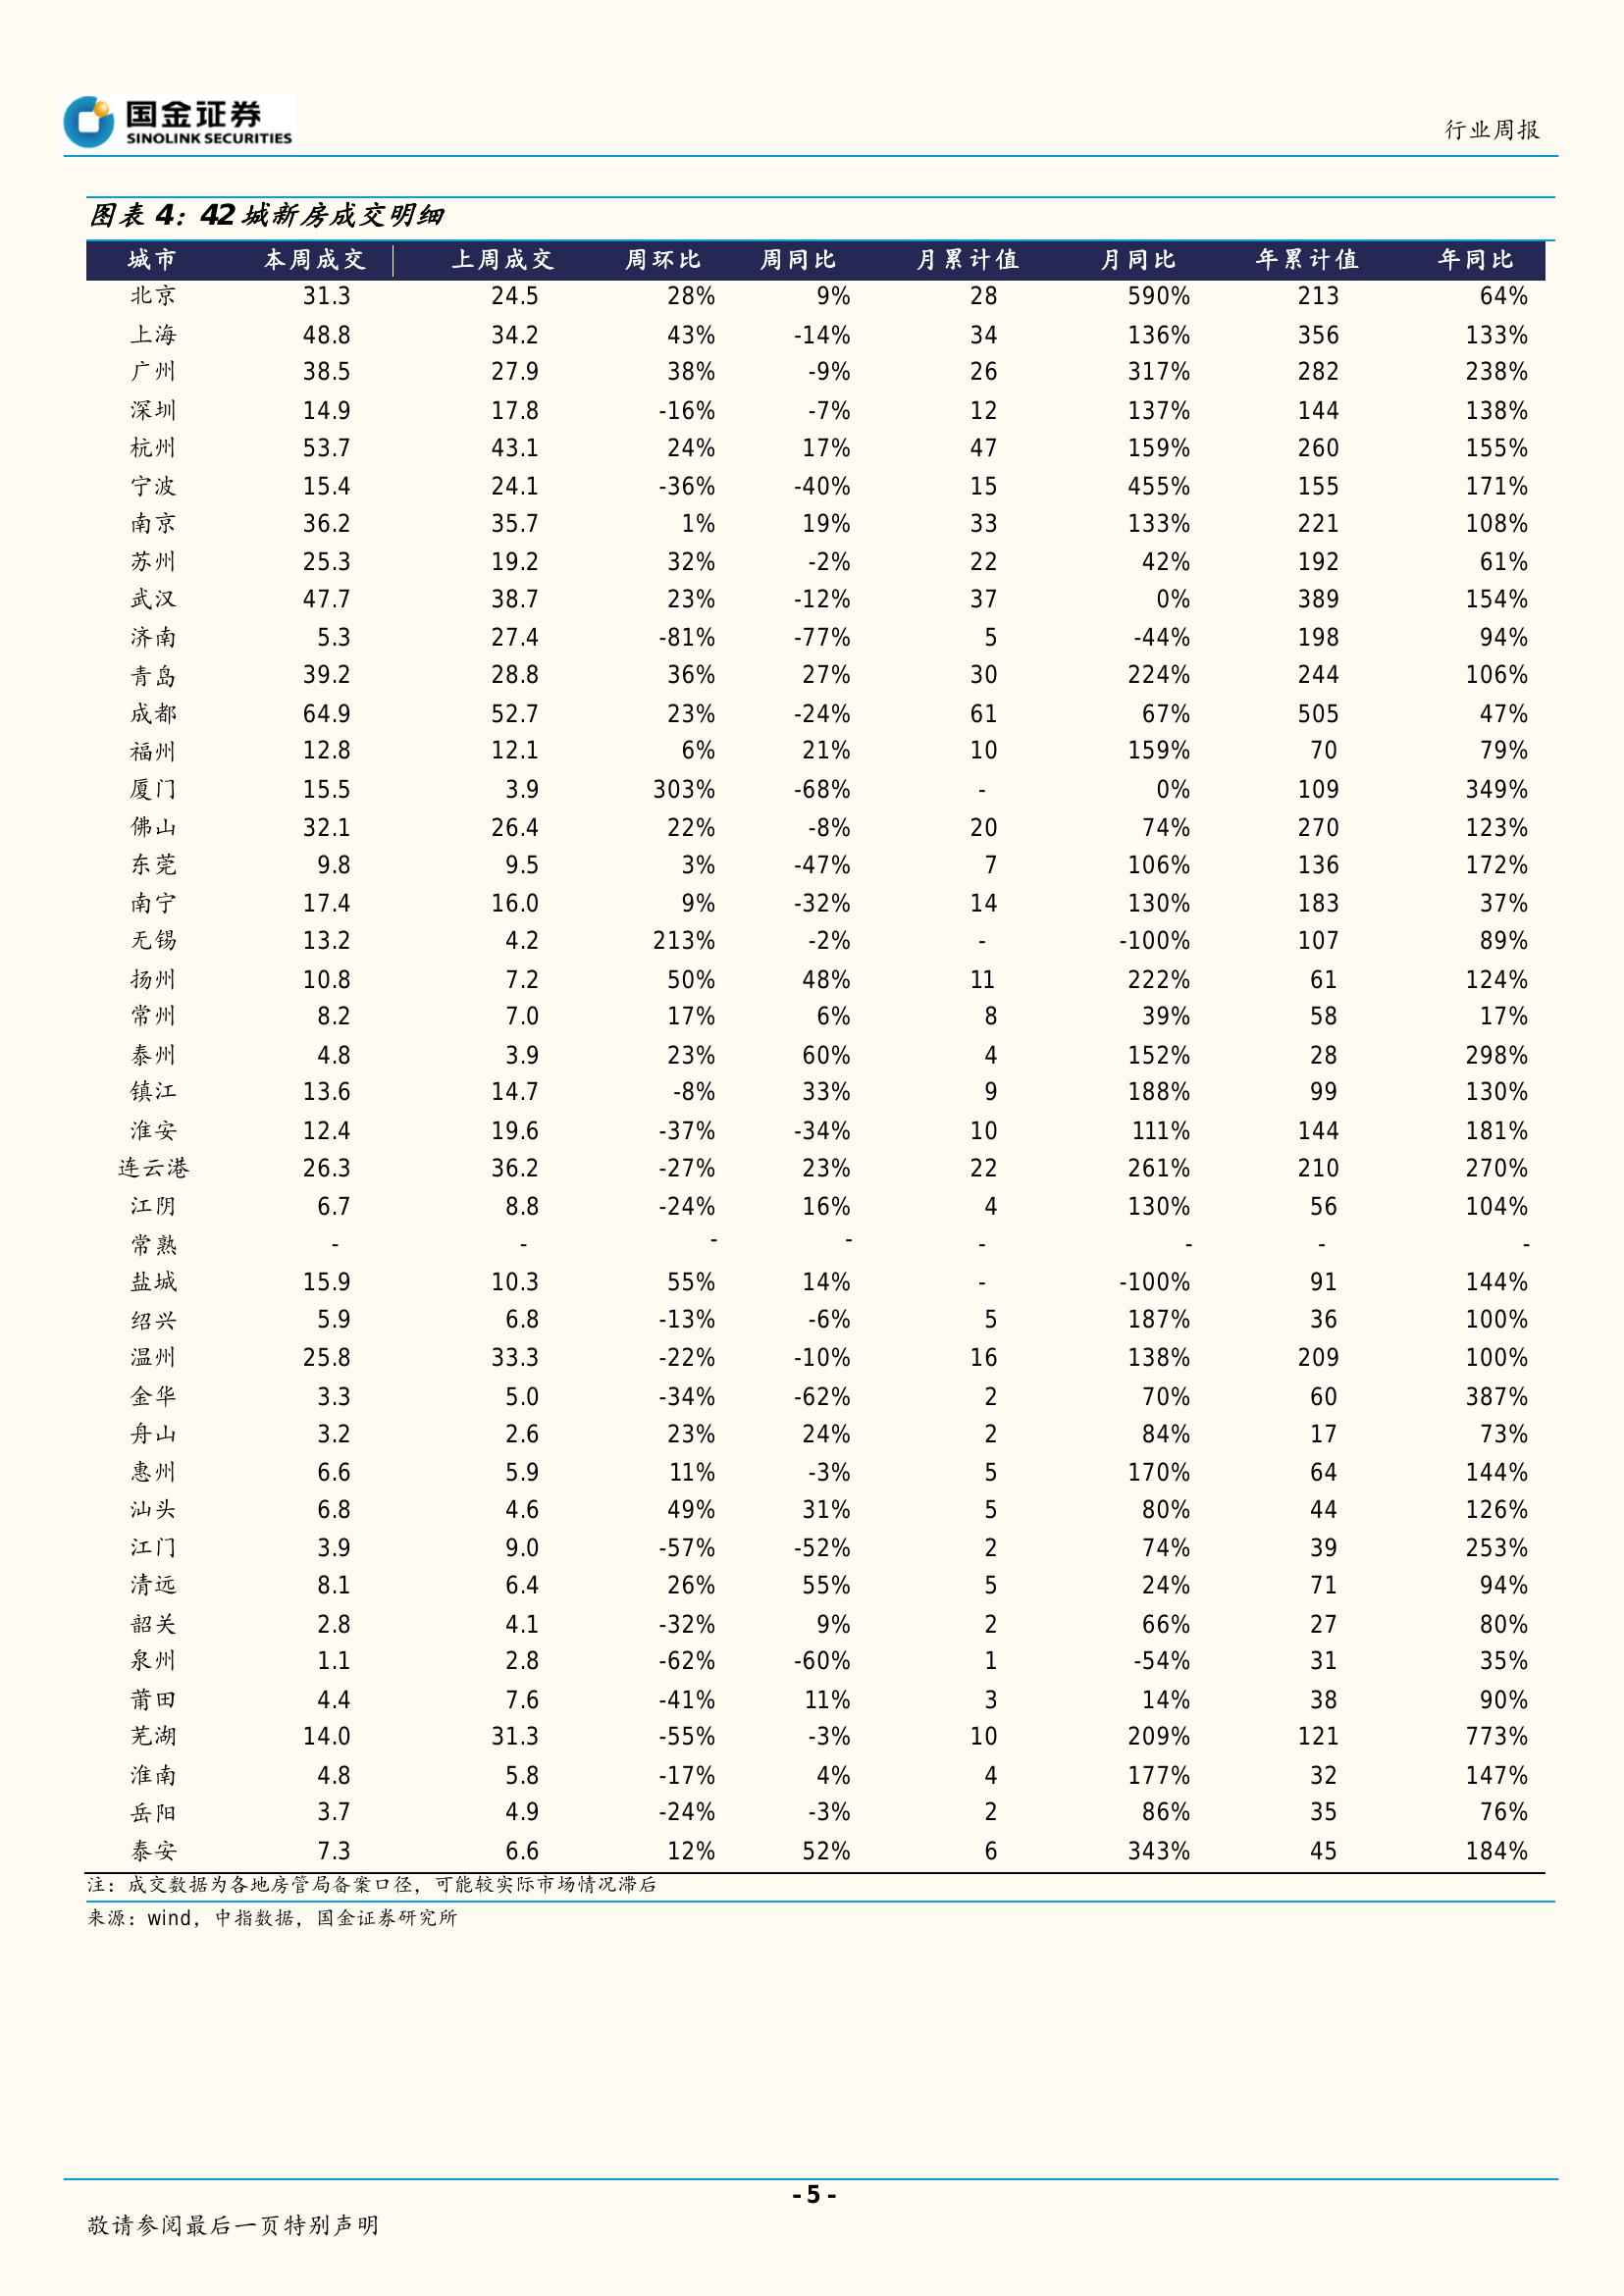 国金证券
SINOLINK SECURITIES
行业周报
图表 4：42 城新房成交明细
城市 本周成交 上周成交 周环比 周同比 月累计值 月同比 年累计值 年同比
北京 31.3 24.5 28% 9% 28 590% 213 64%
上海 48.8 34.2 43% -14% 34 136% 356 133%
广州 38.5 27.9 38% -9% 26 317% 282 238%
深圳 14.9 17.8 -16% -7% 12 137% 144 138%
杭州 53.7 43.1 24% 17% 47 159% 260 155%
宁波 15.4 24.1 -36% -40% 15 455% 155 171%
南京 36.2 35.7 1% 19% 33 133% 221 108%
苏州 25.3 19.2 32% -2% 22 42% 192 61%
武汉 47.7 38.7 23% -12% 37 0% 389 154%
济南 5.3 27.4 -81% -77% 5 -44% 198 94%
青岛 39.2 28.8 36% 27% 30 224% 244 106%
成都 64.9 52.7 23% -24% 61 67% 505 47%
福州 12.8 12.1 6% 21% 10 159% 70 79%
厦门 15.5 3.9 303% -68% - 0% 109 349%
佛山 32.1 26.4 22% -8% 20 74% 270 123%
东莞 9.8 9.5 3% -47% 7 106% 136 172%
南宁 17.4 16.0 9% -32% 14 130% 183 37%
无锡 13.2 4.2 213% -2% - -100% 107 89%
扬州 10.8 7.2 50% 48% 11 222% 61 124%
常州 8.2 7.0 17% 6% 8 39% 58 17%
泰州 4.8 3.9 23% 60% 4 152% 28 298%
镇江 13.6 14.7 -8% 33% 9 188% 99 130%
淮安 12.4 19.6 -37% -34% 10 111% 144 181%
连云港 26.3 36.2 -27% 23% 22 261% 210 270%
江阴 6.7 8.8 -24% 16% 4 130% 56 104%
常熟 - - - - - - - -
盐城 15.9 10.3 55% 14% - -100% 91 144%
绍兴 5.9 6.8 -13% -6% 5 187% 36 100%
温州 25.8 33.3 -22% -10% 16 138% 209 100%
金华 3.3 5.0 -34% -62% 2 70% 60 387%
舟山 3.2 2.6 23% 24% 2 84% 17 73%
惠州 6.6 5.9 11% -3% 5 170% 64 144%
汕头 6.8 4.6 49% 31% 5 80% 44 126%
江门 3.9 9.0 -57% -52% 2 74% 39 253%
清远 8.1 6.4 26% 55% 5 24% 71 94%
韶关 2.8 4.1 -32% 9% 2 66% 27 80%
泉州 1.1 2.8 -62% -60% 1 -54% 31 35%
莆田 4.4 7.6 -41% 11% 3 14% 38 90%
芜湖 14.0 31.3 -55% -3% 10 209% 121 773%
淮南 4.8 5.8 -17% 4% 4 177% 32 147%
岳阳 3.7 4.9 -24% -3% 2 86% 35 76%
泰安 7.3 6.6 12% 52% 6 343% 45 184%
注：成交数据为各地房管局备案口径，可能较实际市场情况滞后
来源：wind，中指数据，国金证券研究所
- 5 -
敬请参阅最后一页特别声明